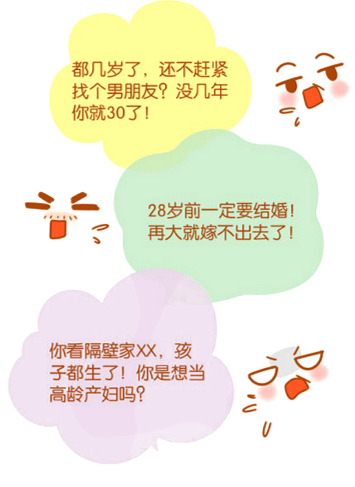 都几岁了，还不赶紧
找个男朋友？没几年
你就30了！
28岁前一定要结婚！
再大就嫁不出去了！
你看隔壁家XX，孩
子都生了！你是想当
高龄产妇吗？